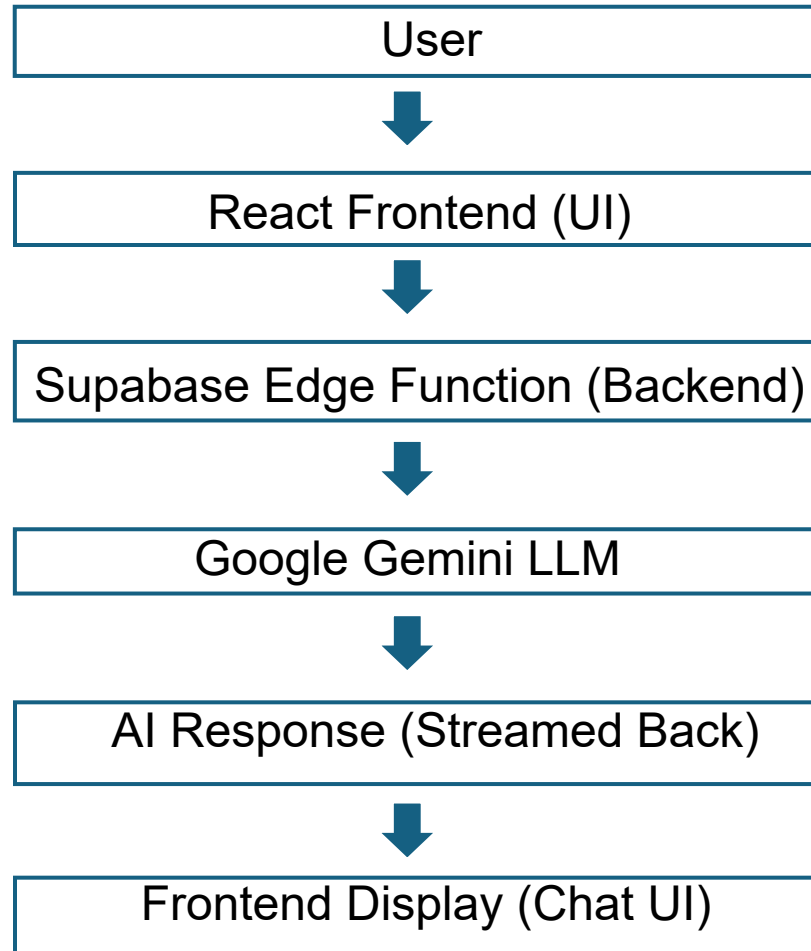 User
React Frontend (UI)
Supabase Edge Function (Backend)
Google Gemini LLM
AI Response (Streamed Back)
Frontend Display (Chat UI)